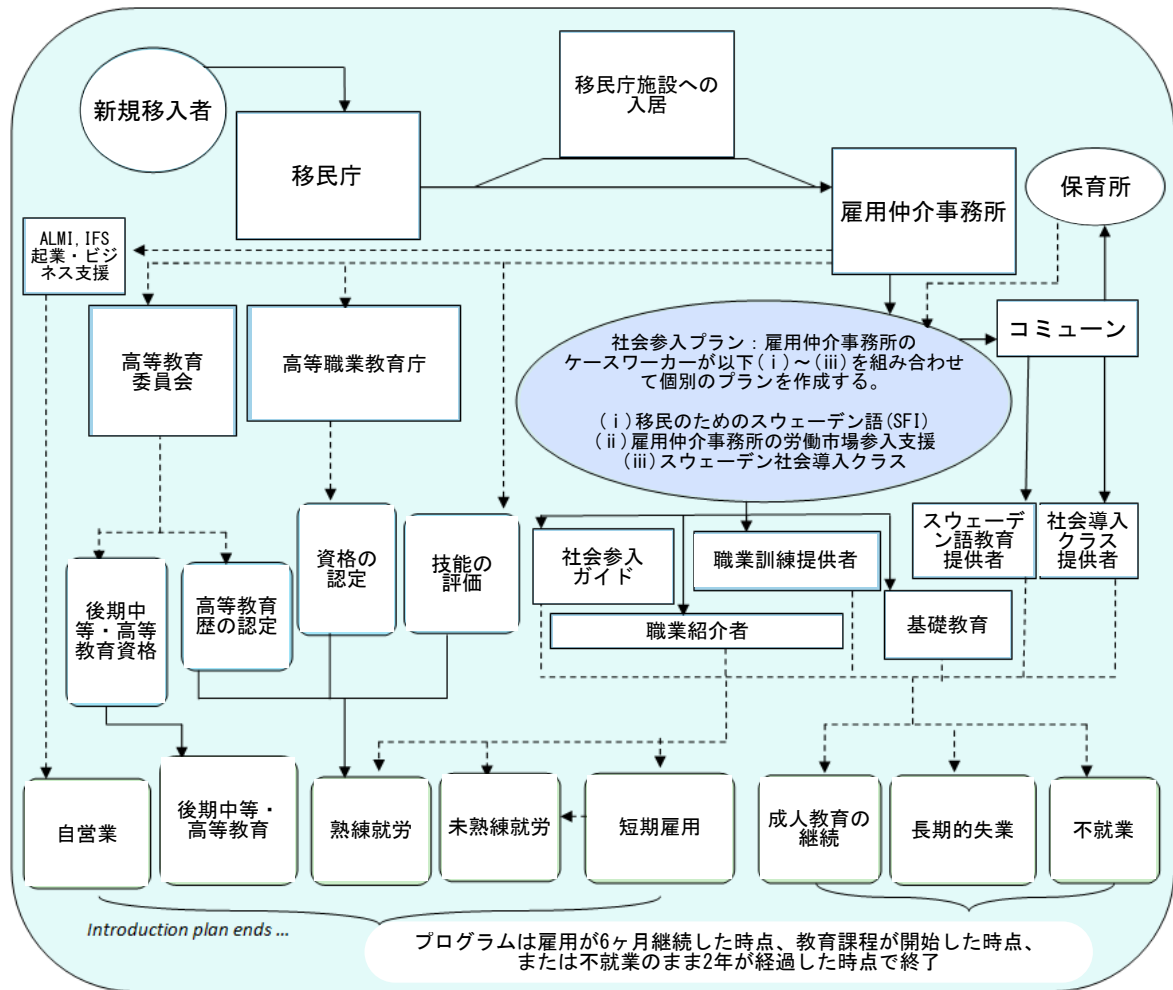 新規移入者
移民庁
移民庁施設への
入居
雇用仲介事務所
保育所
ALMI, IFS
起業・ビジ
ネス支援
高等教育
委員会
高等職業教育庁
社会参入プラン：雇用仲介事務所の
ケースワーカーが以下(ⅰ)～(ⅲ)を組み合わせ
て個別のプランを作成する。
(ⅰ)移民のためのスウェーデン語(SFI)
(ⅱ)雇用仲介事務所の労働市場参入支援
(ⅲ)スウェーデン社会導入クラス
コミューン
後期中
等・高等
教育資格
高等教育
歴の認定
資格の
認定
技能の
評価
社会参入
ガイド
職業訓練提供者
職業紹介者
基礎教育
スウェーデ
ン語教育
提供者
社会導入
クラス
提供者
自営業
後期中等・
高等教育
熟練就労
未熟練就労
短期雇用
成人教育の
継続
長期的失業
不就業
Introduction plan ends …
プログラムは雇用が6ヶ月継続した時点、教育課程が開始した時点、
または不就業のまま2年が経過した時点で終了